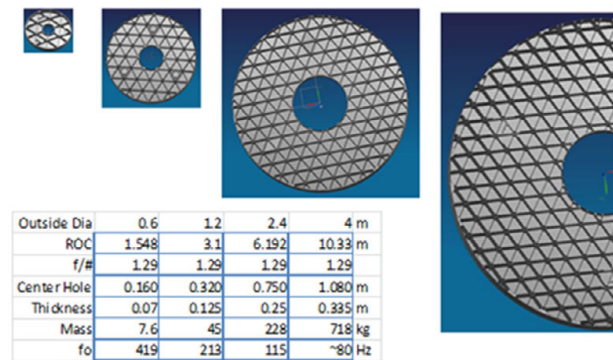 Outside Dia 0.6 1.2 2.4 4 m
ROC 1.548 3.1 6.192 10.33 m
f/# 1.29 1.29 1.29 1.29
Center Hole 0.160 0.320 0.750 1.080 m
Thickness 0.07 0.125 0.25 0.335 m
Mass 7.6 45 228 718 kg
fo 419 213 115 ~80 Hz